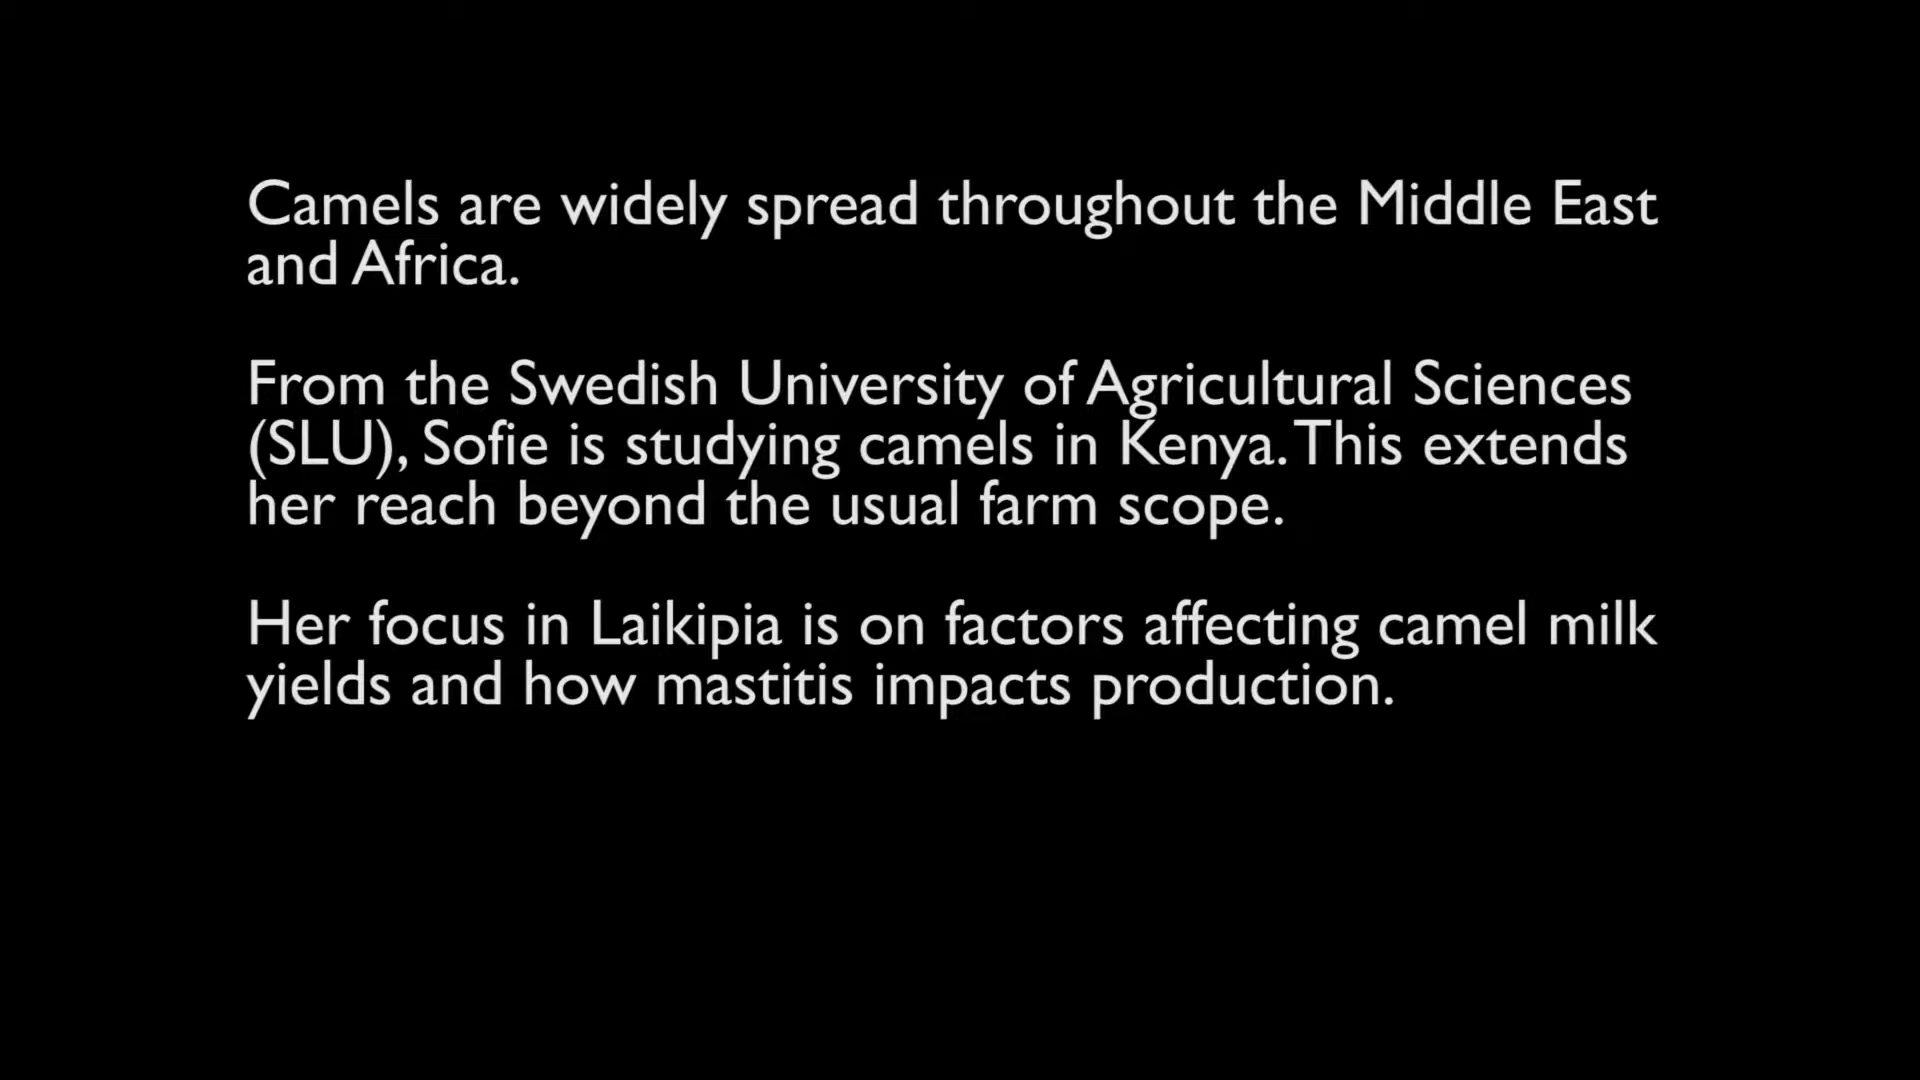 Camels are widely spread throughout the Middle East
and Africa.
From the Swedish University of Agricultural Sciences
(SLU), Sofie is studying camels in Kenya. This extends
her reach beyond the usual farm scope.
Her focus in Laikipia is on factors affecting camel milk
yields and how mastitis impacts production.